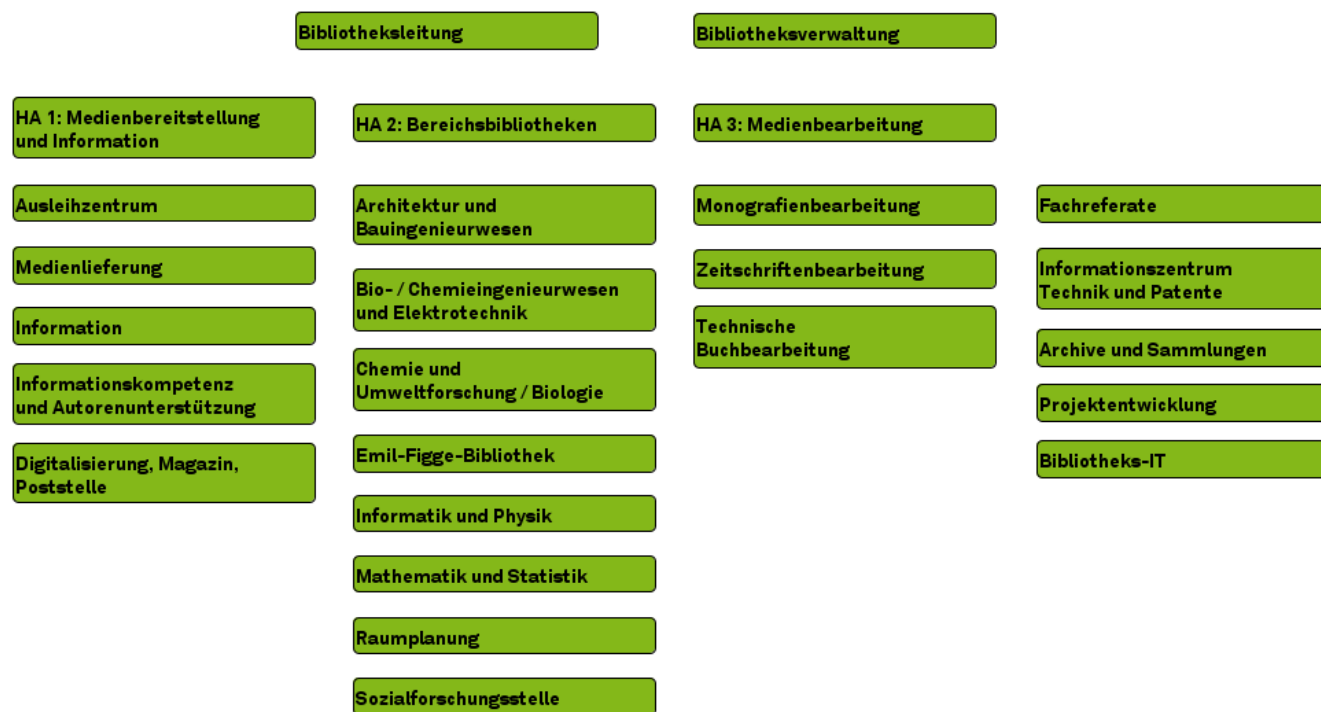 Bibliotheksleitung
Bibliotheksverwaltung
HA 1: Medienbereitstellung
und Information
Ausleihzentrum
Medienlieferung
Information
Informationskompetenz
und Autorenunterstützung
Digitalisierung, Magazin,
Poststelle
HA 2: Bereichsbibliotheken
Architektur und
Bauingenieurwesen
Bio- / Chemieingenieurwesen
und Elektrotechnik
Chemie und
Umweltforschung / Biologie
Emil-Figge-Bibliothek
Informatik und Physik
Mathematik und Statistik
Raumplanung
Sozialforschungsstelle
HA 3: Medienbearbeitung
Monografienbearbeitung
Zeitschriftenbearbeitung
Technische
Buchbearbeitung
Fachreferate
Informationszentrum
Technik und Patente
Archive und Sammlungen
Projektentwicklung
Bibliotheks-IT